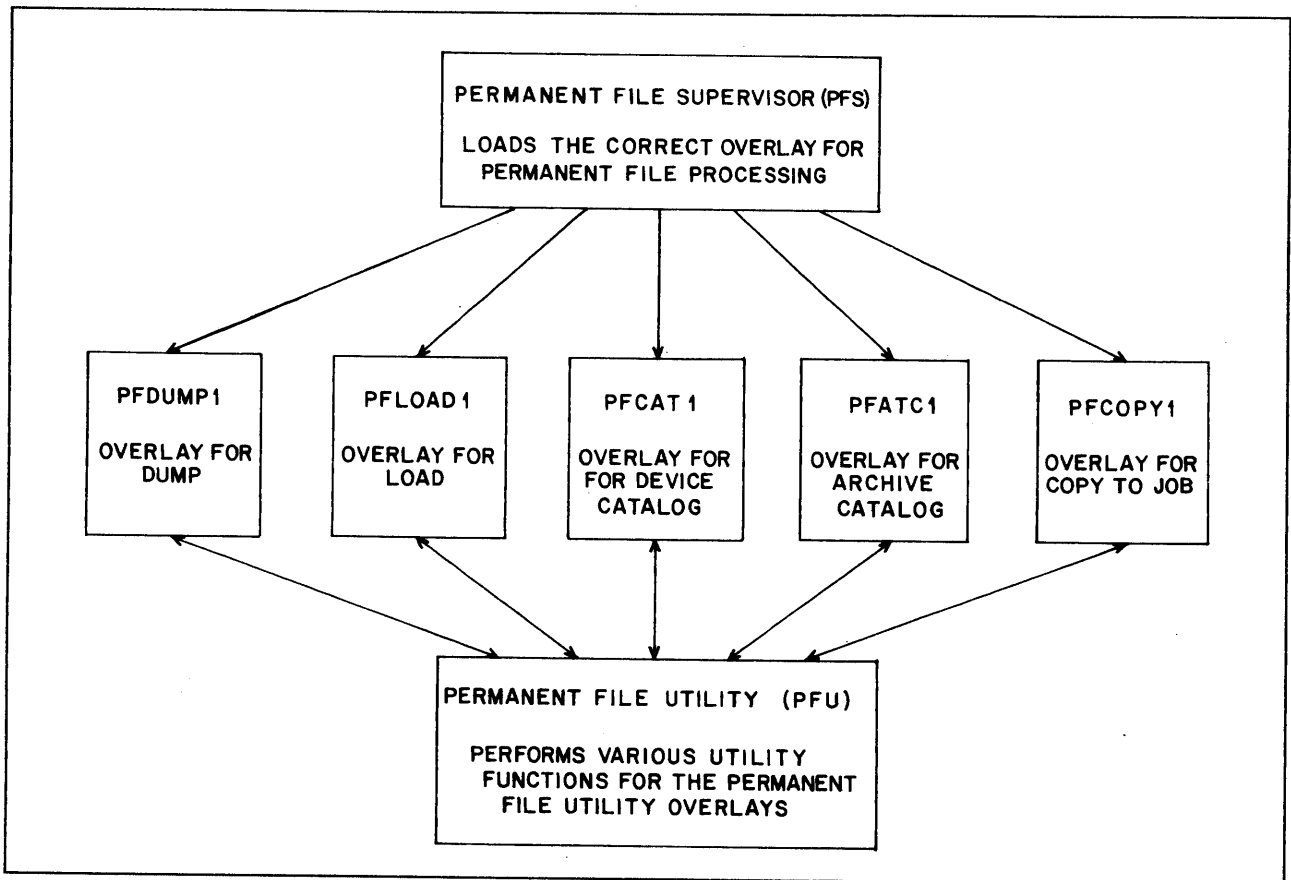 PERMANENT FILE SUPERVISOR (PFS)
LOADS THE CORRECT OVERLAY FOR
PERMANENT FILE PROCESSING
PFDUMP1
OVERLAY FOR
DUMP
PFLOAD1
OVERLAY FOR
LOAD
PFCAT1
OVERLAY FOR
FOR DEVICE
CATALOG
PFATC1
OVERLAY FOR
ARCHIVE
CATALOG
PFCOPY1
OVERLAY FOR
COPY TO JOB
PERMANENT FILE UTILITY (PFU)
PERFORMS VARIOUS UTILITY
FUNCTIONS FOR THE PERMANENT
FILE UTILITY OVERLAYS